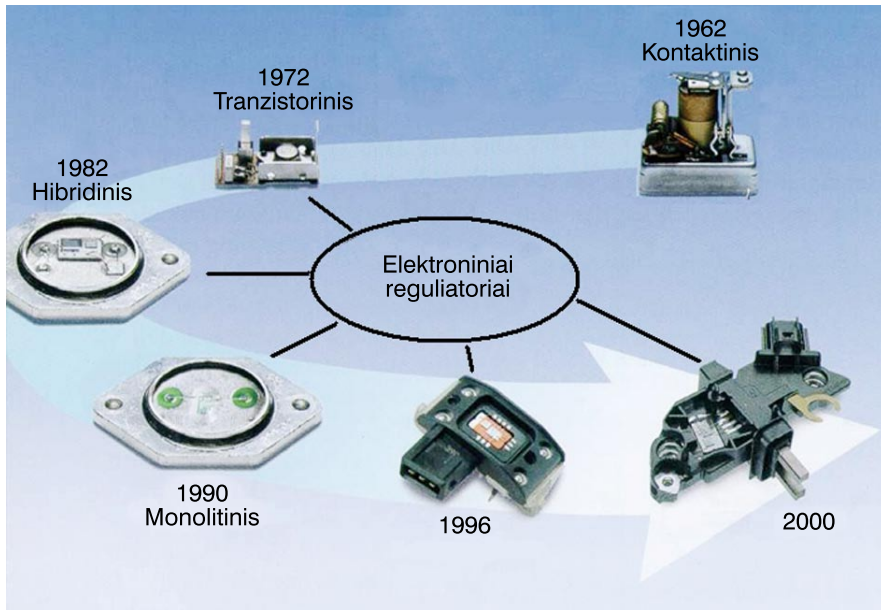 1962
Kontaktinis
1972
Tranzistorinis
1982
Hibridinis
Elektroniniai
reguliatoriai
1990
Monolitinis
1996
2000